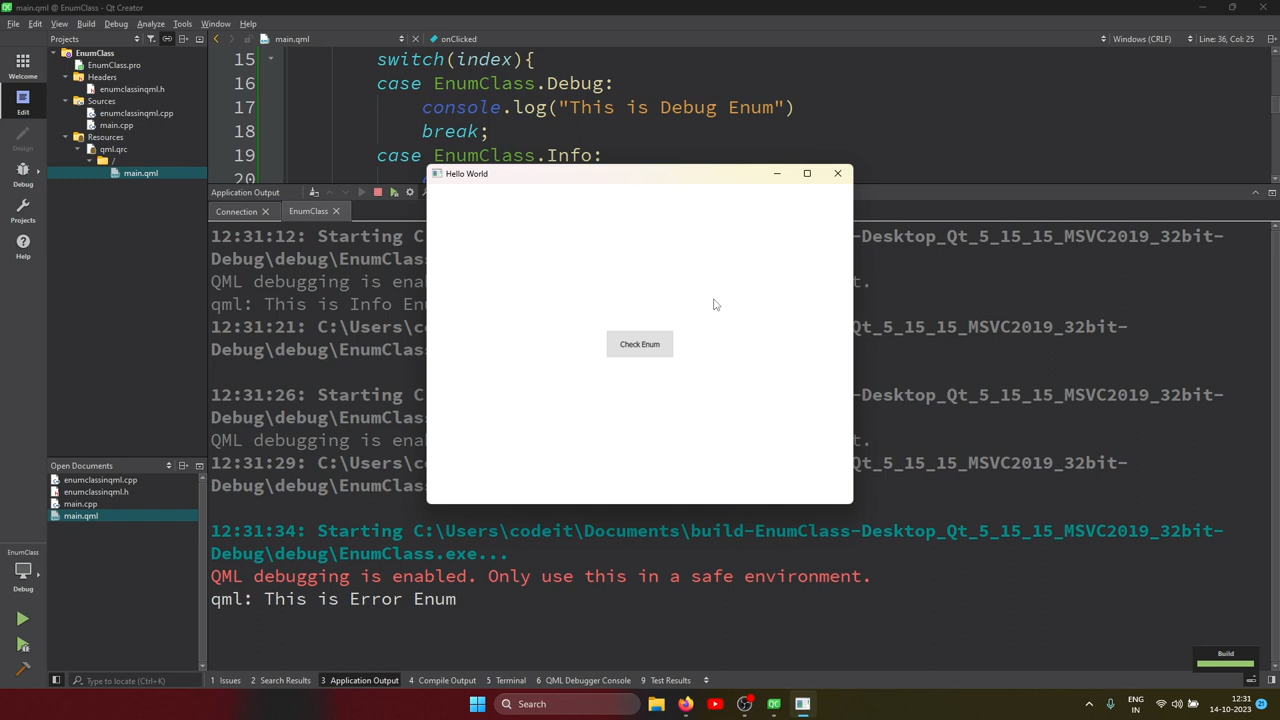 main.qml @ EnumClass - Qt Creator
File Edit View Build Debug Analyze Tools Window Help
Projects
main.qml
onClicked
Windows (CRLF)
Line: 36, Col: 25
Welcome
Edit
Design
Debug
Projects
Help
EnumClass
EnumClass.pro
Headers
enumclassinqml.h
Sources
enumclassinqml.cpp
main.cpp
Resources
qml.qrc
/
main.qml
15 switch(index){
16 case EnumClass.Debug:
17 console.log("This is Debug Enum")
18 break;
19 case EnumClass.Info:
20
Application Output
Connection
EnumClass
Hello World
Check Enum
12:31:12: Starting C -Desktop_Qt_5_15_15_MSVC2019_32bit-
Debug\debug\EnumClass
QML debugging is ena t.
qml: This is Info En
12:31:21: C:\Users\c Qt_5_15_15_MSVC2019_32bit-
Debug\debug\EnumClass
12:31:26: Starting C -Desktop_Qt_5_15_15_MSVC2019_32bit-
Debug\debug\EnumClass
QML debugging is ena t.
12:31:29: C:\Users\c Qt_5_15_15_MSVC2019_32bit-
Debug\debug\EnumClass
12:31:34: Starting C:\Users\codeit\Documents\build-EnumClass-Desktop_Qt_5_15_15_MSVC2019_32bit-
Debug\debug\EnumClass.exe...
QML debugging is enabled. Only use this in a safe environment.
qml: This is Error Enum
Open Documents
enumclassinqml.cpp
enumclassinqml.h
main.cpp
main.qml
EnumClass
Debug
Build
Type to locate (Ctrl+K)
1 Issues 2 Search Results 3 Application Output 4 Compile Output 5 Terminal 6 QML Debugger Console 9 Test Results
Search
ENG
IN
12:31
14-10-2023